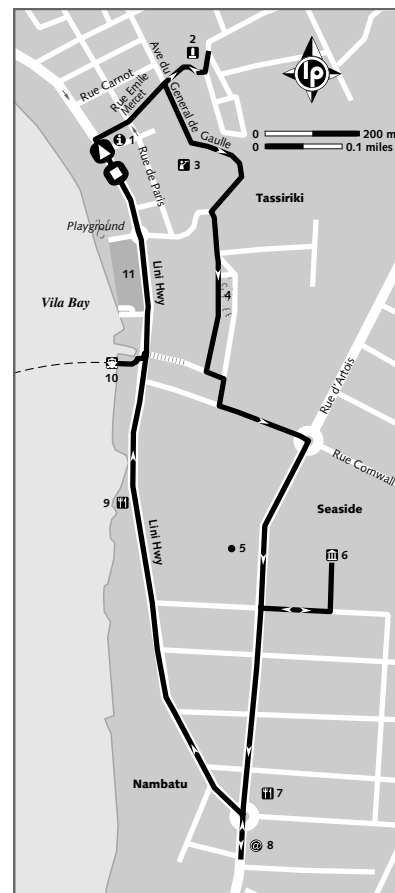 2
Ave du General de Gaulle
lp
Rue Carnot
Rue Emile
Mercet
1
0 200 m
0 0.1 miles
Rue de Paris
3
Tassiriki
Playground
Lini Hwy
11
4
Vila Bay
10
Rue d'Artois
Rue Cornwall
Seaside
9
Lini Hwy
5
6
Nambatu
7
@ 8